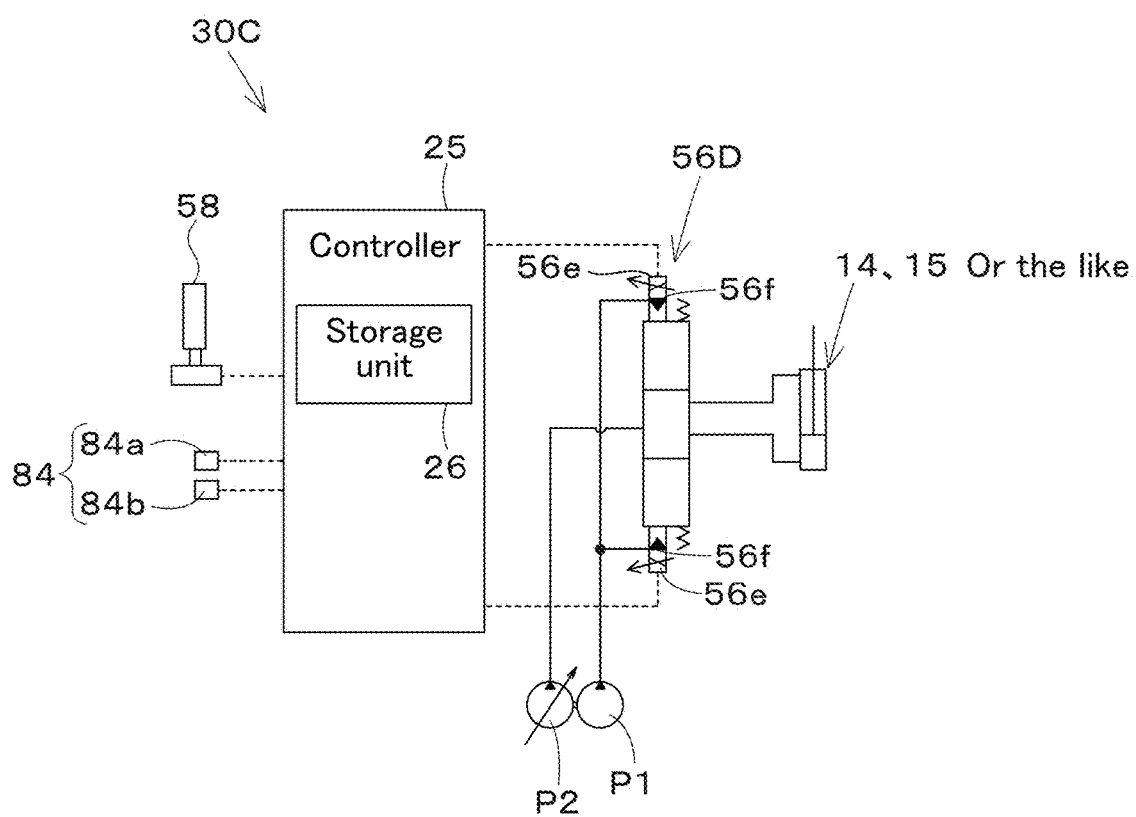 30C
25
56D
58
Controller
56e
56f
14、15 Or the like
Storage
unit
84a
84
26
84b
56f
56e
P2
P1